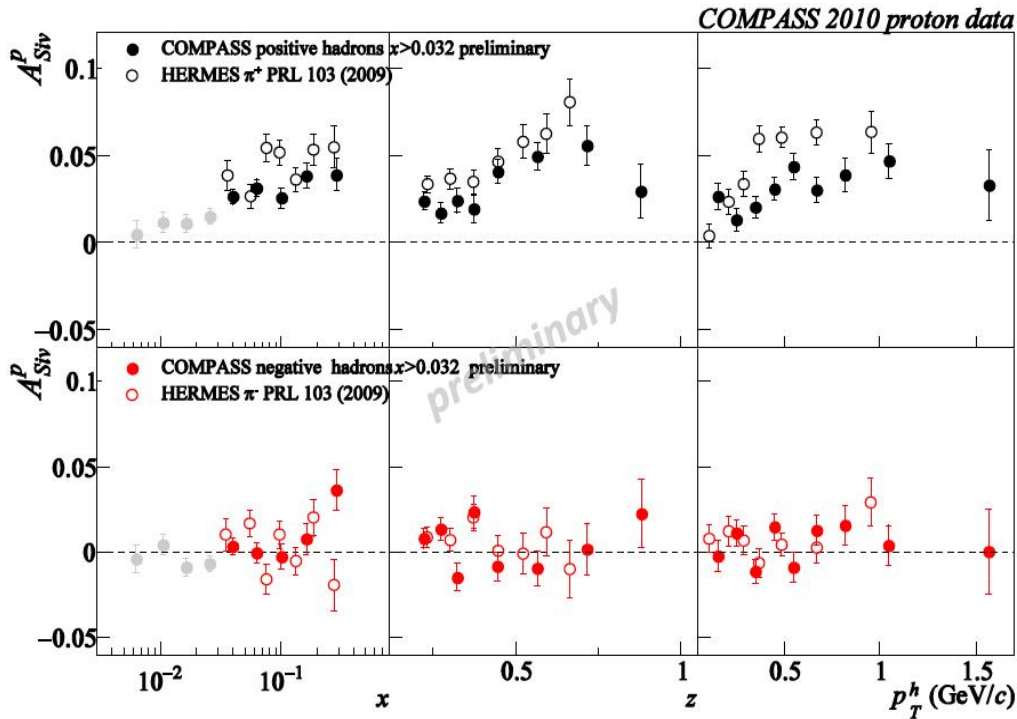 COMPASS 2010 proton data
A^p_Siv
COMPASS positive hadrons x>0.032 preliminary
HERMES π⁺ PRL 103 (2009)
0.1
0.05
0
−0.05
A^p_Siv
COMPASS negative hadrons x>0.032 preliminary
HERMES π⁻ PRL 103 (2009)
0.1
0.05
0
−0.05
preliminary
10⁻² 10⁻¹ 0.5 1 0.5 1 1.5
x z p^h_T (GeV/c)